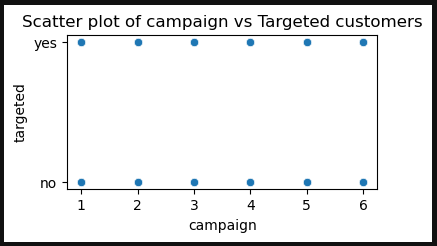 Scatter plot of campaign vs Targeted customers
yes
targeted
no
1 2 3 4 5 6
campaign